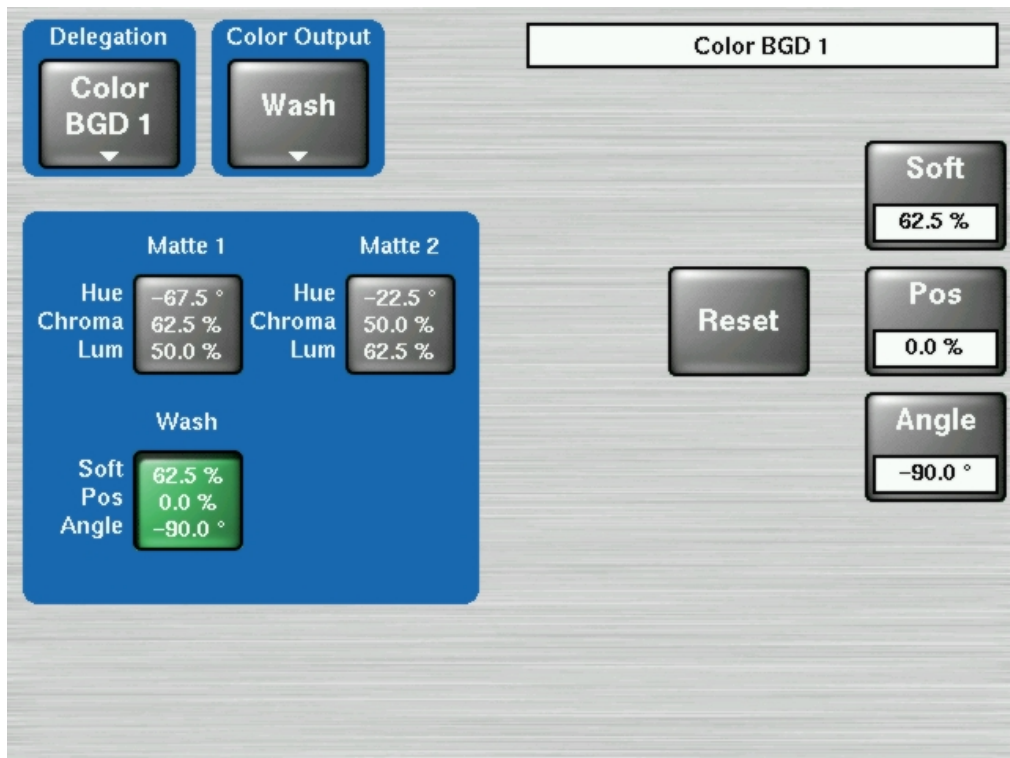 Delegation
Color
BGD 1
Color Output
Wash
Color BGD 1
Matte 1
Matte 2
Hue -67.5 °
Chroma 62.5 %
Lum 50.0 %
Hue -22.5 °
Chroma 50.0 %
Lum 62.5 %
Wash
Soft 62.5 %
Pos 0.0 %
Angle -90.0 °
Reset
Soft
62.5 %
Pos
0.0 %
Angle
-90.0 °